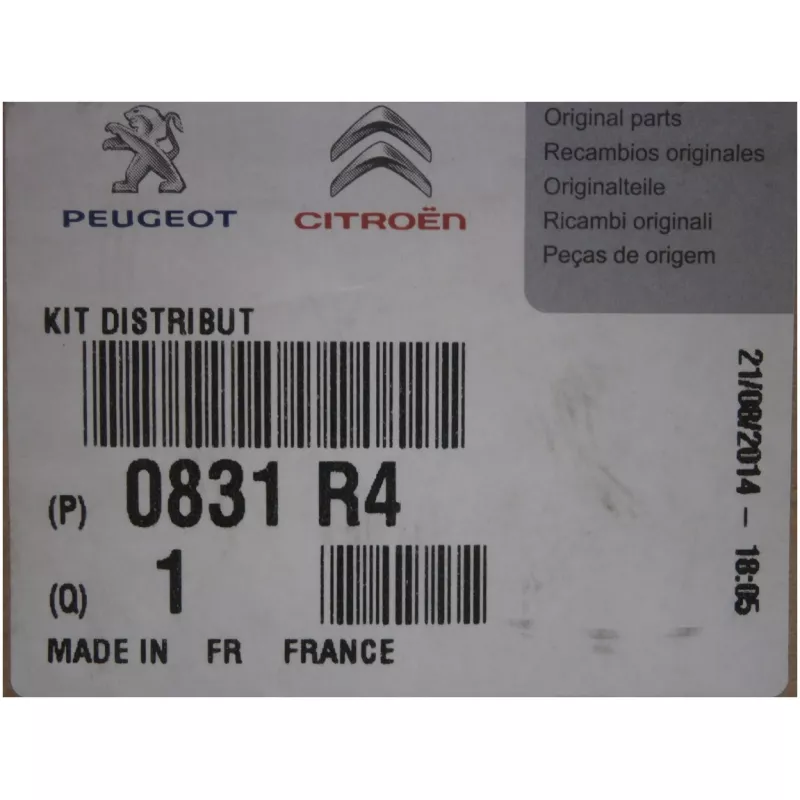 PEUGEOT
CITROËN
Original parts
Recambios originales
Originalteile
Ricambi originali
Peças de origem
KIT DISTRIBUT
(P) 0831 R4
(Q) 1
MADE IN FR FRANCE
21/08/2014 - 18:05